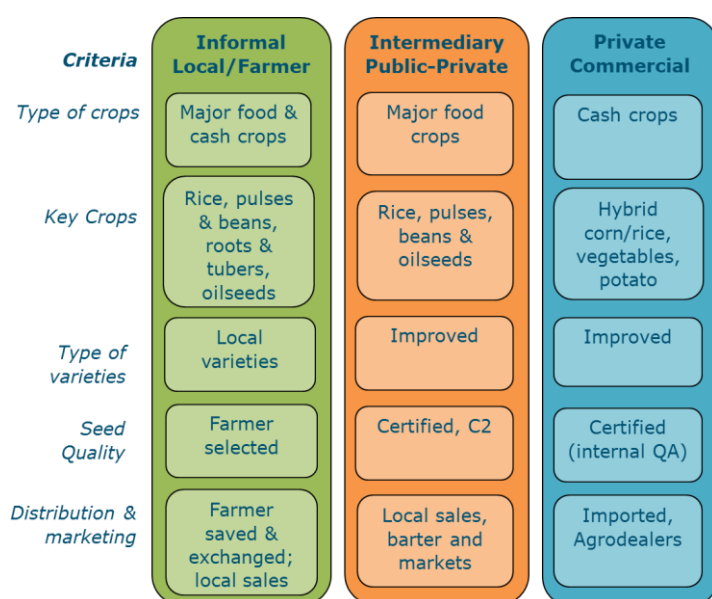 Criteria
Informal
Local/Farmer
Intermediary
Public-Private
Private
Commercial
Type of crops
Major food &
cash crops
Major food
crops
Cash crops
Key Crops
Rice, pulses
& beans,
roots &
tubers,
oilseeds
Rice, pulses,
beans &
oilseeds
Hybrid
corn/rice,
vegetables,
potato
Type of
varieties
Local
varieties
Improved
Improved
Seed
Quality
Farmer
selected
Certified, C2
Certified
(internal QA)
Distribution &
marketing
Farmer
saved &
exchanged;
local sales
Local sales,
barter and
markets
Imported,
Agrodealers